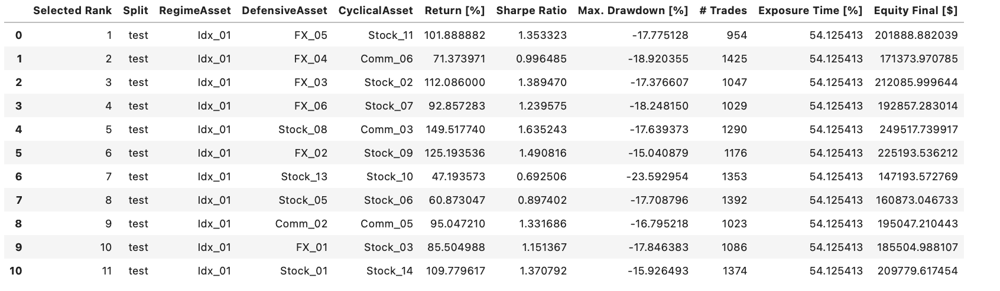 Selected Rank Split RegimeAsset DefensiveAsset CyclicalAsset Return [%] Sharpe Ratio Max. Drawdown [%] # Trades Exposure Time [%] Equity Final [$]
0 1 test Idx_01 FX_05 Stock_11 101.888882 1.353323 -17.775128 954 54.125413 201888.882039
1 2 test Idx_01 FX_04 Comm_06 71.373971 0.996485 -18.920355 1425 54.125413 171373.970785
2 3 test Idx_01 FX_03 Stock_02 112.086000 1.389470 -17.376607 1047 54.125413 212085.999644
3 4 test Idx_01 FX_06 Stock_07 92.857283 1.239575 -18.248150 1029 54.125413 192857.283014
4 5 test Idx_01 Stock_08 Comm_03 149.517740 1.635243 -17.639373 1290 54.125413 249517.739917
5 6 test Idx_01 FX_02 Stock_09 125.193536 1.490816 -15.040879 1176 54.125413 225193.536212
6 7 test Idx_01 Stock_13 Stock_10 47.193573 0.692506 -23.592954 1353 54.125413 147193.572769
7 8 test Idx_01 Stock_05 Stock_06 60.873047 0.897402 -17.708796 1392 54.125413 160873.046733
8 9 test Idx_01 Comm_02 Comm_05 95.047210 1.331686 -16.795218 1023 54.125413 195047.210443
9 10 test Idx_01 FX_01 Stock_03 85.504988 1.151367 -17.846383 1086 54.125413 185504.988107
10 11 test Idx_01 Stock_01 Stock_14 109.779617 1.370792 -15.926493 1374 54.125413 209779.617454